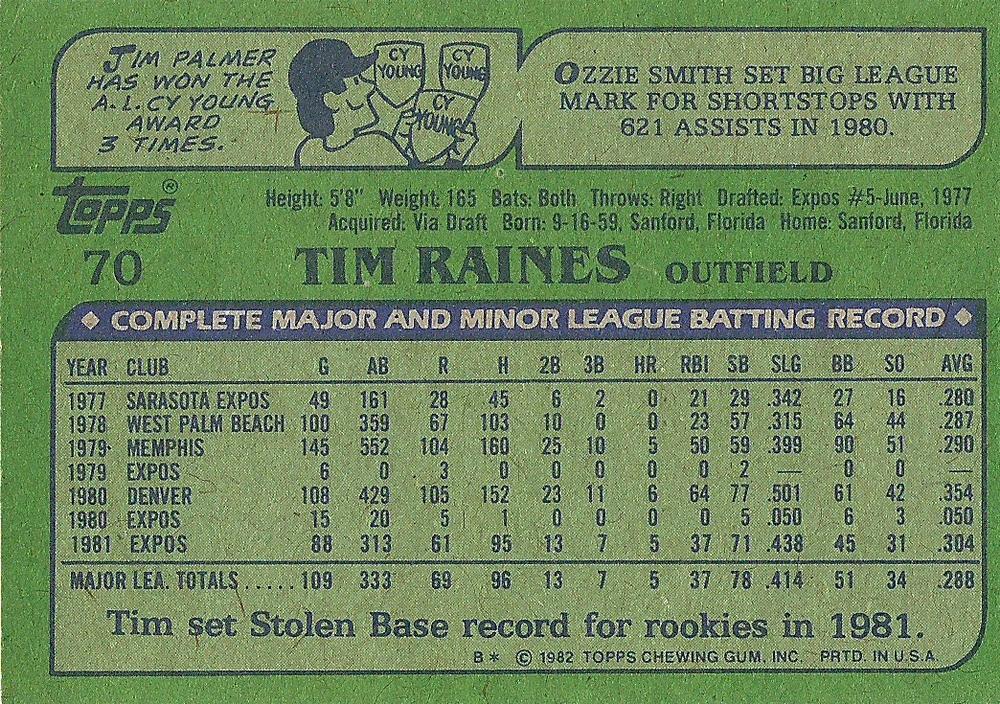 JIM PALMER
HAS WON THE
A.L. CY YOUNG
AWARD
3 TIMES.
CY
YOUNG
CY
YOUNG
CY
YOUNG
OZZIE SMITH SET BIG LEAGUE
MARK FOR SHORTSTOPS WITH
621 ASSISTS IN 1980.
topps®
Height: 5'8" Weight: 165 Bats: Both Throws: Right Drafted: Expos #5-June, 1977
Acquired: Via Draft Born: 9-16-59, Sanford, Florida Home: Sanford, Florida
70 TIM RAINES OUTFIELD
COMPLETE MAJOR AND MINOR LEAGUE BATTING RECORD
YEAR CLUB G AB R H 2B 3B HR RBI SB SLG BB SO AVG
1977 SARASOTA EXPOS 49 161 28 45 6 2 0 21 29 .342 27 16 .280
1978 WEST PALM BEACH 100 359 67 103 10 0 0 23 57 .315 64 44 .287
1979 MEMPHIS 145 552 104 160 25 10 5 50 59 .399 90 51 .290
1979 EXPOS 6 0 3 0 0 0 0 0 2 — 0 0 —
1980 DENVER 108 429 105 152 23 11 6 64 77 .501 61 42 .354
1980 EXPOS 15 20 5 1 0 0 0 0 5 .050 6 3 .050
1981 EXPOS 88 313 61 95 13 7 5 37 71 .438 45 31 .304
MAJOR LEA. TOTALS ..... 109 333 69 96 13 7 5 37 78 .414 51 34 .288
Tim set Stolen Base record for rookies in 1981.
B* © 1982 TOPPS CHEWING GUM, INC. PRTD. IN U.S.A.